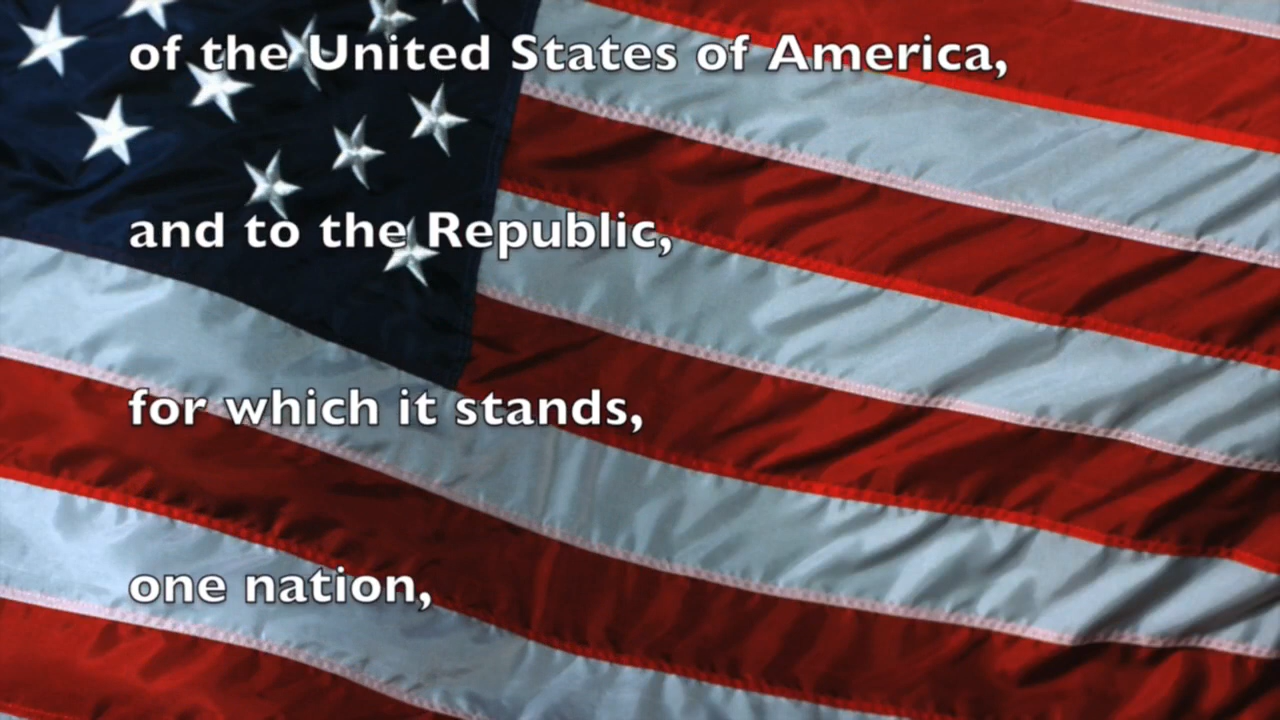 of the United States of America,
and to the Republic,
for which it stands,
one nation,